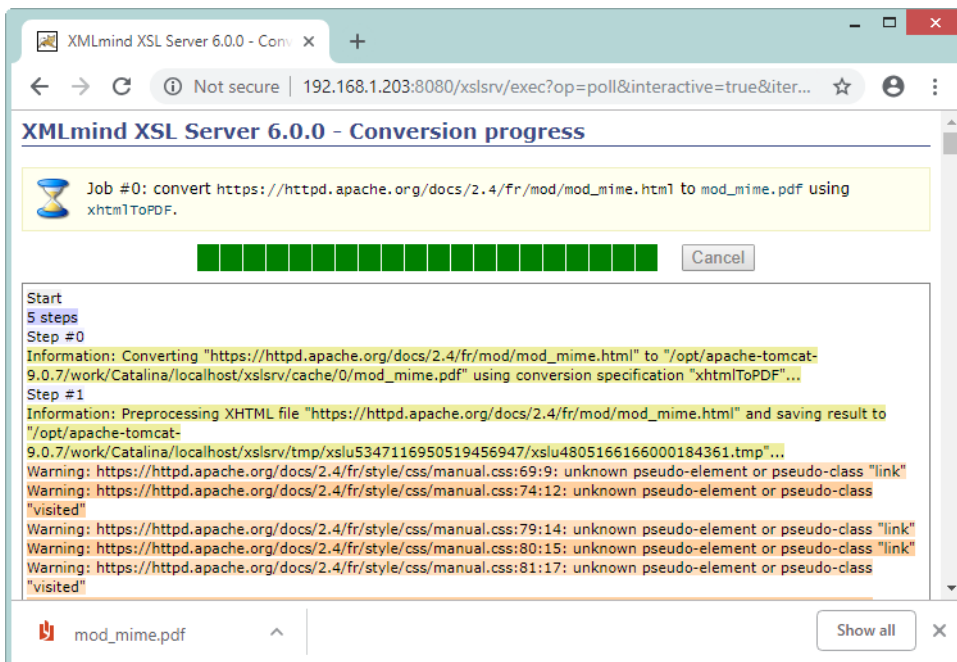 XMLmind XSL Server 6.0.0 - Conv
Not secure | 192.168.1.203:8080/xslsrv/exec?op=poll&interactive=true&iter...
XMLmind XSL Server 6.0.0 - Conversion progress
Job #0: convert https://httpd.apache.org/docs/2.4/fr/mod/mod_mime.html to mod_mime.pdf using
xhtmlToPDF.
Cancel
Start
5 steps
Step #0
Information: Converting "https://httpd.apache.org/docs/2.4/fr/mod/mod_mime.html" to "/opt/apache-tomcat-
9.0.7/work/Catalina/localhost/xslsrv/cache/0/mod_mime.pdf" using conversion specification "xhtmlToPDF"...
Step #1
Information: Preprocessing XHTML file "https://httpd.apache.org/docs/2.4/fr/mod/mod_mime.html" and saving result to
"/opt/apache-tomcat-
9.0.7/work/Catalina/localhost/xslsrv/tmp/xslu5347116950519456947/xslu4805166166000184361.tmp"...
Warning: https://httpd.apache.org/docs/2.4/fr/style/css/manual.css:69:9: unknown pseudo-element or pseudo-class "link"
Warning: https://httpd.apache.org/docs/2.4/fr/style/css/manual.css:74:12: unknown pseudo-element or pseudo-class
"visited"
Warning: https://httpd.apache.org/docs/2.4/fr/style/css/manual.css:79:14: unknown pseudo-element or pseudo-class "link"
Warning: https://httpd.apache.org/docs/2.4/fr/style/css/manual.css:80:15: unknown pseudo-element or pseudo-class "link"
Warning: https://httpd.apache.org/docs/2.4/fr/style/css/manual.css:81:17: unknown pseudo-element or pseudo-class
"visited"
mod_mime.pdf
Show all